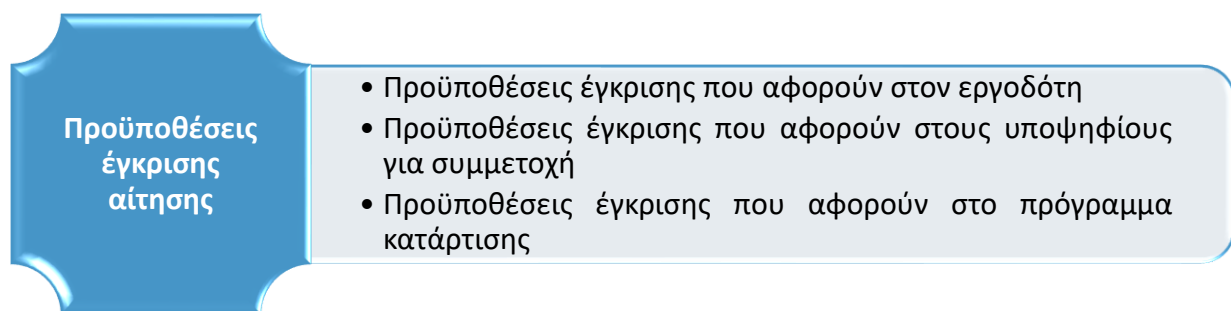 Προϋποθέσεις
έγκρισης
αίτησης
• Προϋποθέσεις έγκρισης που αφορούν στον εργοδότη
• Προϋποθέσεις έγκρισης που αφορούν στους υποψηφίους
για συμμετοχή
• Προϋποθέσεις έγκρισης που αφορούν στο πρόγραμμα
κατάρτισης